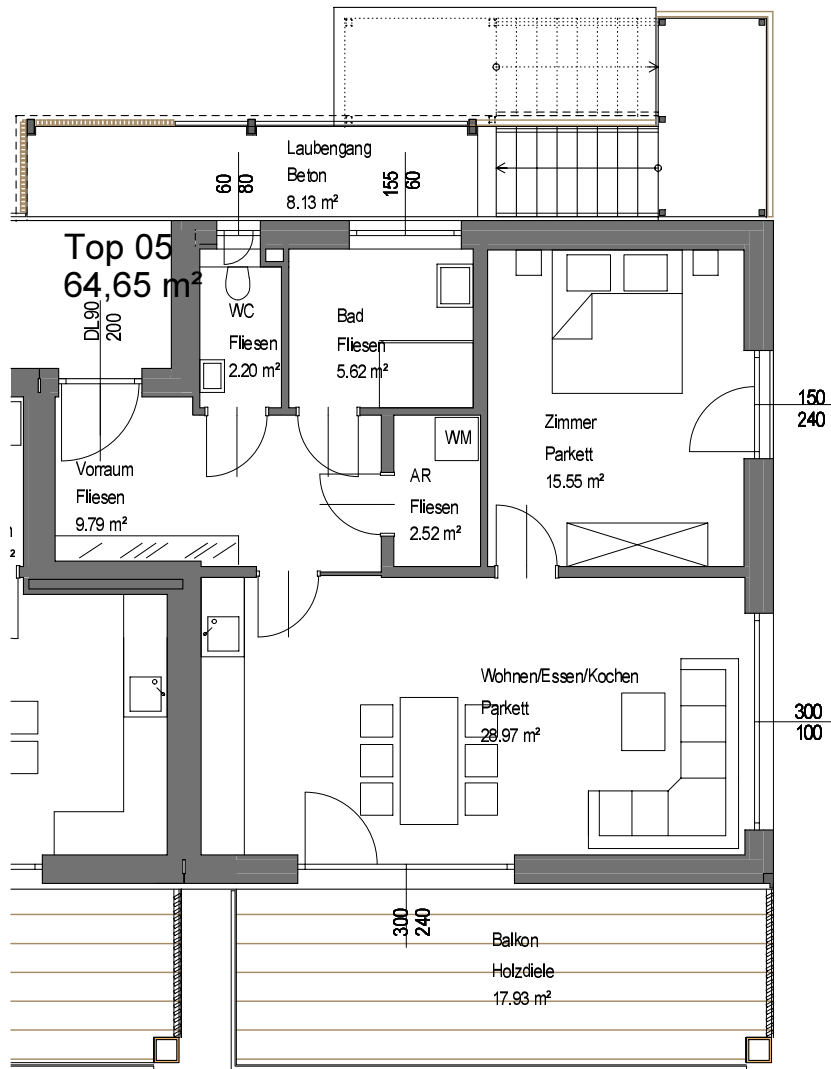 Laubengang
Beton
8.13 m²
60
80
155
60
Top 05
64,65 m²
DL90
200
WC
Fliesen
2.20 m²
Bad
Fliesen
5.62 m²
Zimmer
Parkett
15.55 m²
150
240
WM
AR
Fliesen
2.52 m²
Vorraum
Fliesen
9.79 m²
Wohnen/Essen/Kochen
Parkett
28.97 m²
300
100
300
240
Balkon
Holzdiele
17.93 m²